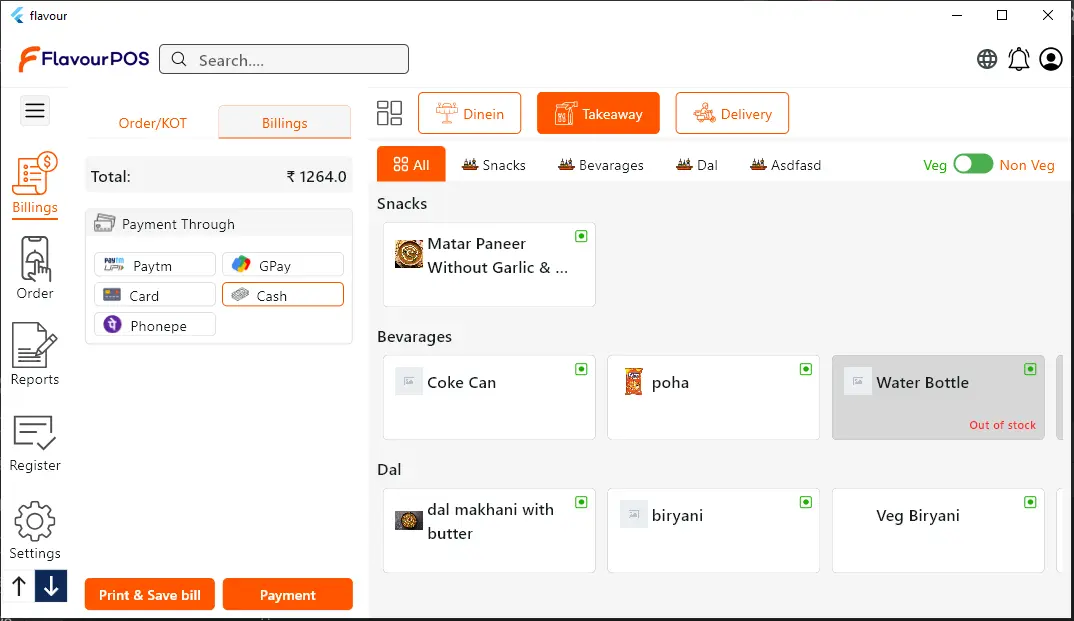 flavour
FlavourPOS
Search....
Order/KOT
Billings
Dinein
Takeaway
Delivery
All
Snacks
Bevarages
Dal
Asdfasd
Veg
Non Veg
Billings
Order
Reports
Register
Settings
Total:
₹ 1264.0
Payment Through
Paytm
GPay
Card
Cash
Phonepe
Print & Save bill
Payment
Snacks
Matar Paneer
Without Garlic & ...
Bevarages
Coke Can
poha
Water Bottle
Out of stock
Dal
dal makhani with
butter
biryani
Veg Biryani